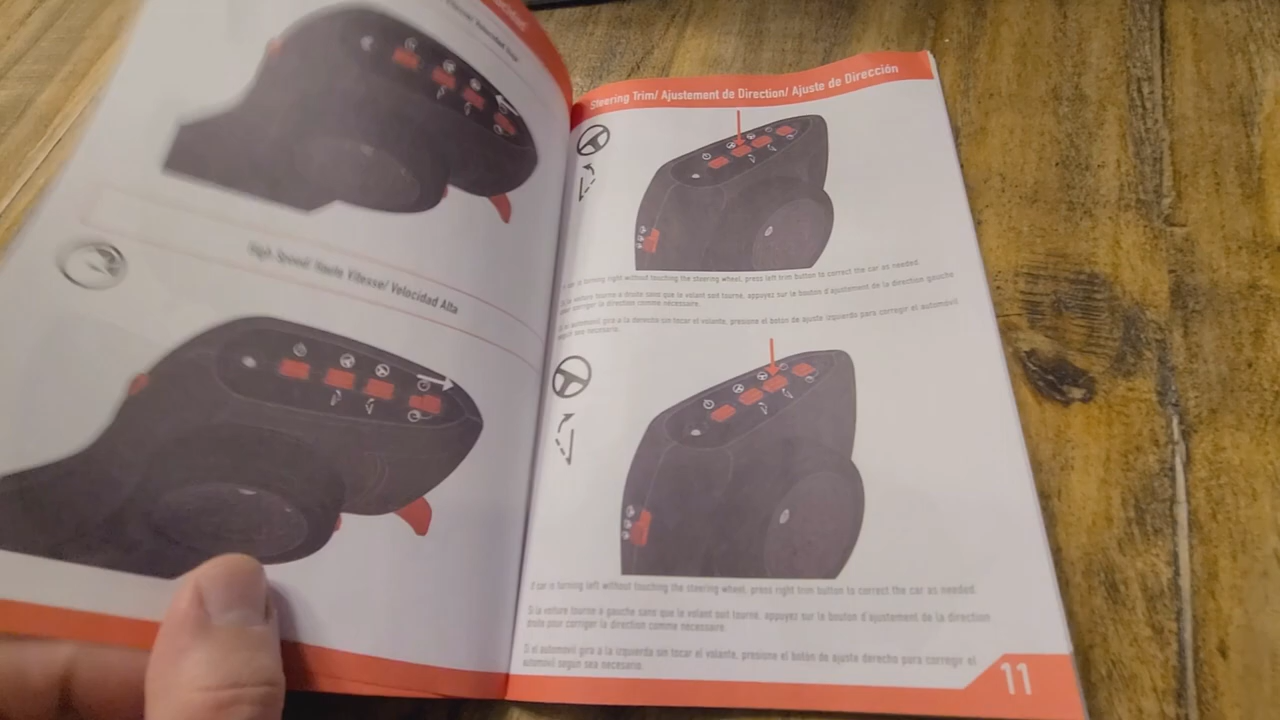 Velocidad Baja
High Speed/ Haute Vitesse/ Velocidad Alta
Steering Trim/ Ajustement de Direction/ Ajuste de Dirección
car is turning right without touching the steering wheel, press left trim button to correct the car as needed.
Si la voiture tourne à droite sans que le volant soit tourné, appuyez sur le bouton d'ajustement de la direction gauche
pour corriger la direction comme nécessaire.
Si el automóvil gira a la derecha sin tocar el volante, presione el botón de ajuste izquierdo para corregir el automóvil
según sea necesario.
If car is turning left without touching the steering wheel, press right trim button to correct the car as needed.
Si la voiture tourne à gauche sans que le volant soit tourné, appuyez sur le bouton d'ajustement de la direction
droite pour corriger la direction comme nécessaire.
Si el automóvil gira a la izquierda sin tocar el volante, presione el botón de ajuste derecho para corregir el
automóvil según sea necesario.
11